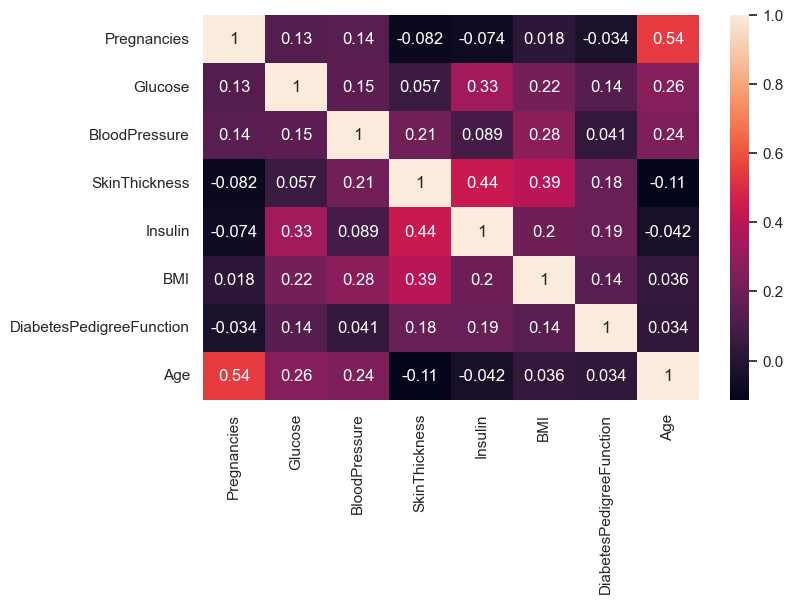 Pregnancies 1 0.13 0.14 -0.082 -0.074 0.018 -0.034 0.54
Glucose 0.13 1 0.15 0.057 0.33 0.22 0.14 0.26
BloodPressure 0.14 0.15 1 0.21 0.089 0.28 0.041 0.24
SkinThickness -0.082 0.057 0.21 1 0.44 0.39 0.18 -0.11
Insulin -0.074 0.33 0.089 0.44 1 0.2 0.19 -0.042
BMI 0.018 0.22 0.28 0.39 0.2 1 0.14 0.036
DiabetesPedigreeFunction -0.034 0.14 0.041 0.18 0.19 0.14 1 0.034
Age 0.54 0.26 0.24 -0.11 -0.042 0.036 0.034 1
Pregnancies
Glucose
BloodPressure
SkinThickness
Insulin
BMI
DiabetesPedigreeFunction
Age
1.0
0.8
0.6
0.4
0.2
0.0